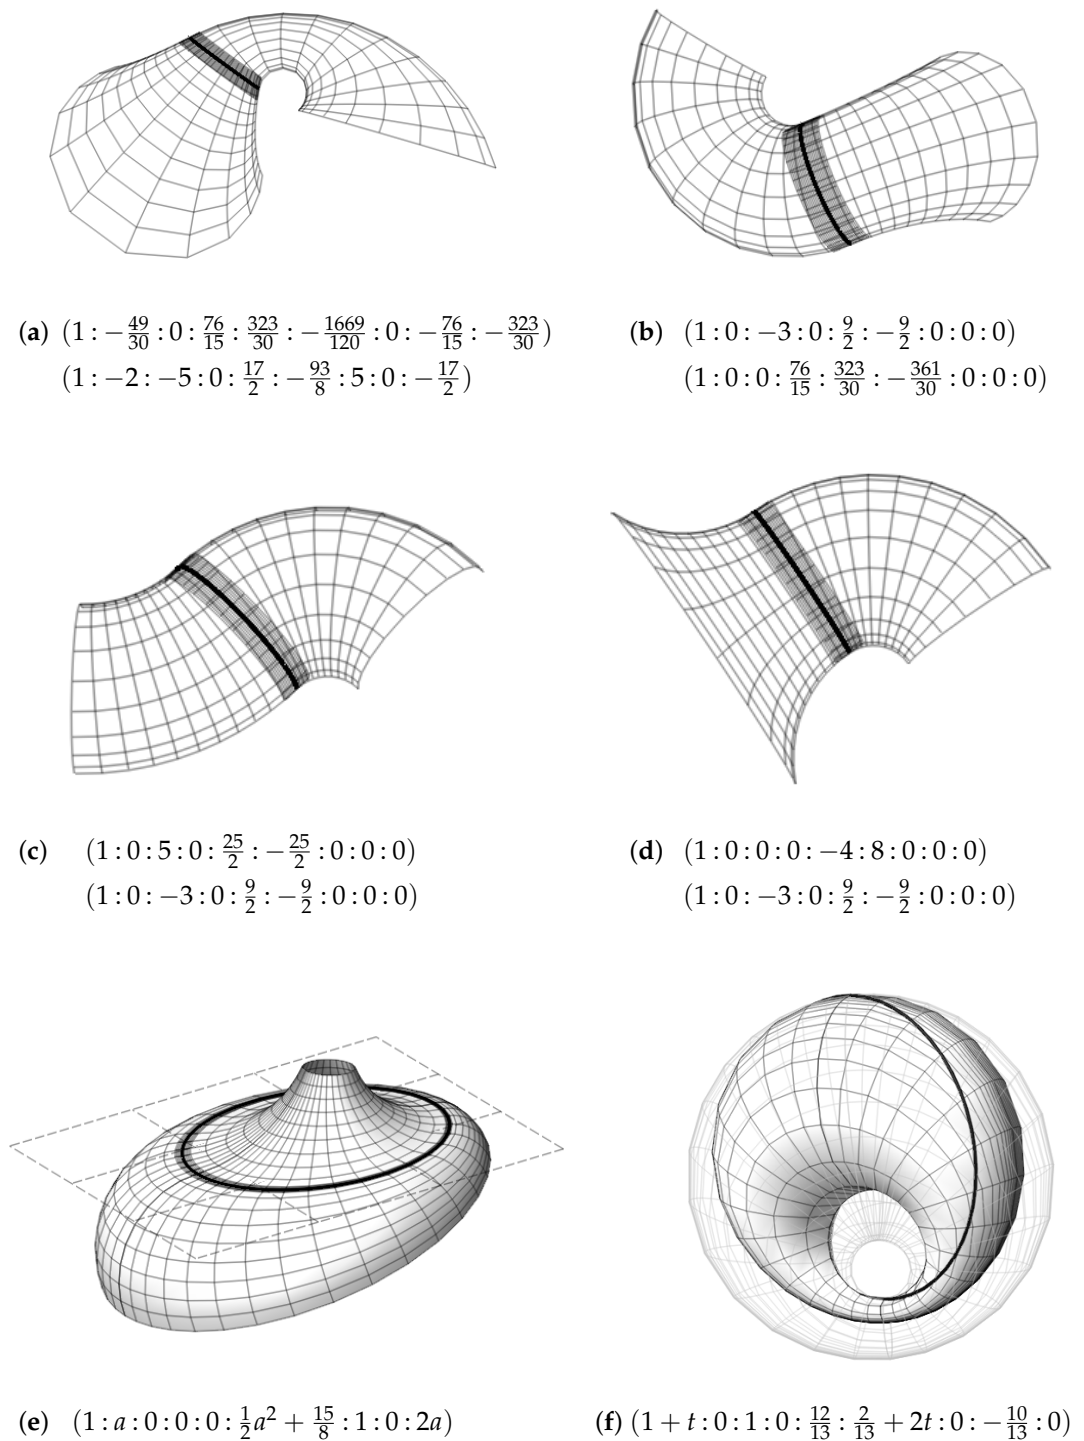 (a) (1 : −49/30 : 0 : 76/15 : 323/30 : −1669/120 : 0 : −76/15 : −323/30)
(1 : −2 : −5 : 0 : 17/2 : −93/8 : 5 : 0 : −17/2)
(b) (1 : 0 : −3 : 0 : 9/2 : −9/2 : 0 : 0 : 0)
(1 : 0 : 0 : 76/15 : 323/30 : −361/30 : 0 : 0 : 0)
(c) (1 : 0 : 5 : 0 : 25/2 : −25/2 : 0 : 0 : 0)
(1 : 0 : −3 : 0 : 9/2 : −9/2 : 0 : 0 : 0)
(d) (1 : 0 : 0 : 0 : −4 : 8 : 0 : 0 : 0)
(1 : 0 : −3 : 0 : 9/2 : −9/2 : 0 : 0 : 0)
(e) (1 : a : 0 : 0 : 0 : 1/2 a² + 15/8 : 1 : 0 : 2a)
(f) (1 + t : 0 : 1 : 0 : 12/13 : 2/13 + 2t : 0 : −10/13 : 0)